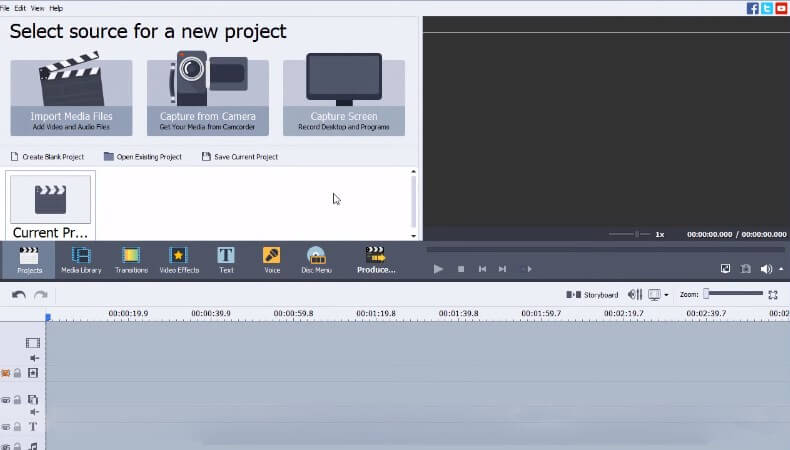 File Edit View Help
Select source for a new project
Import Media Files
Add Video and Audio Files
Capture from Camera
Get Your Media from Camcorder
Capture Screen
Record Desktop and Programs
Create Blank Project
Open Existing Project
Save Current Project
Current Pr...
1x
00:00:00.000 / 00:00:00.000
Projects
Media Library
Transitions
Video Effects
Text
Voice
Disc Menu
Produce...
Storyboard
Zoom:
00:00:19.9 00:00:39.9 00:00:59.8 00:01:19.8 00:01:39.8 00:01:59.7 00:02:19.7 00:02:39.7 00:02